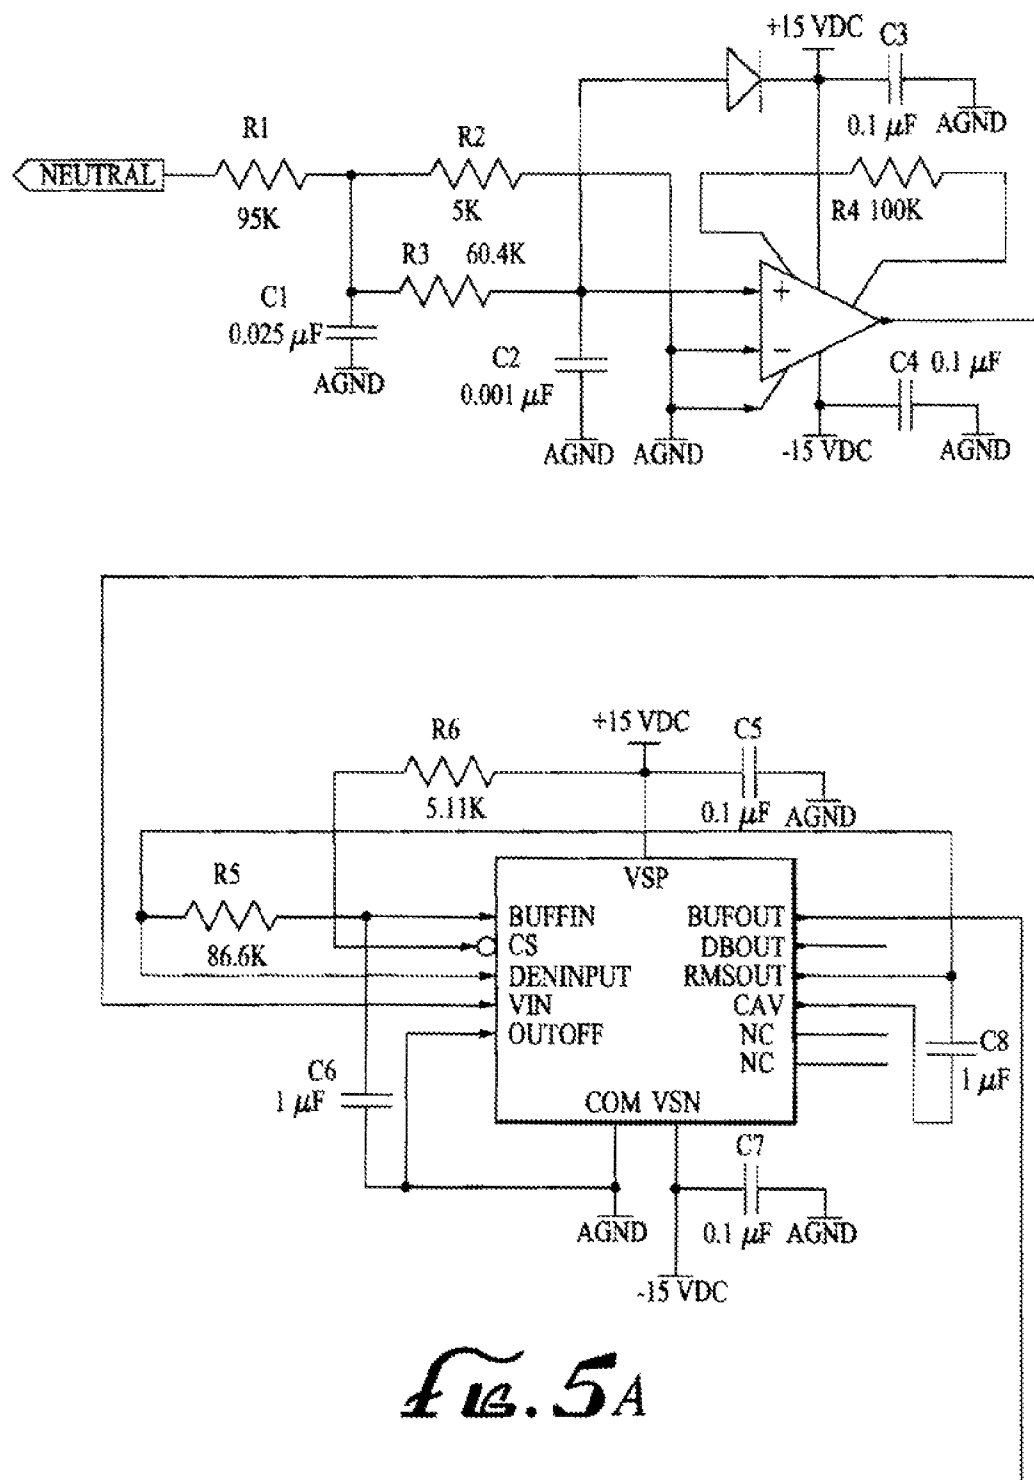 +15 VDC
C3
0.1 µF
AGND
R1
R2
NEUTRAL
95K
5K
R4 100K
R3
60.4K
C1
0.025 µF
AGND
+
−
C2
0.001 µF
C4
0.1 µF
AGND
AGND
-15 VDC
AGND
R6
+15 VDC
C5
5.11K
0.1 µF
AGND
R5
VSP
86.6K
BUFFIN
BUFOUT
CS
DBOUT
DENINPUT
RMSOUT
VIN
CAV
OUTOFF
NC
NC
C8
1 µF
C6
1 µF
COM VSN
C7
AGND
0.1 µF
AGND
-15 VDC
FIG. 5A